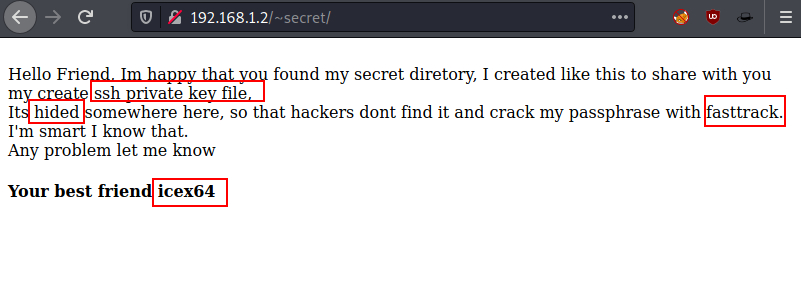 192.168.1.2/~secret/
Hello Friend. Im happy that you found my secret diretory, I created like this to share with you
my create ssh private key file,
Its hided somewhere here, so that hackers dont find it and crack my passphrase with fasttrack.
I'm smart I know that.
Any problem let me know
Your best friend icex64